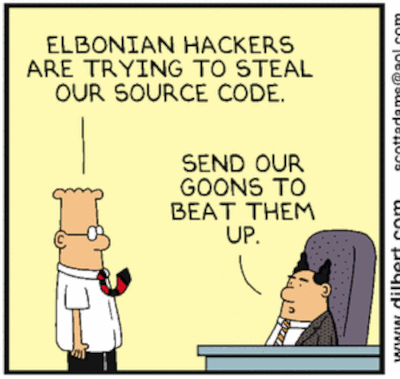 ELBONIAN HACKERS
ARE TRYING TO STEAL
OUR SOURCE CODE.
SEND OUR
GOONS TO
BEAT THEM
UP.
www.dilbert.com
scottadams@aol.com